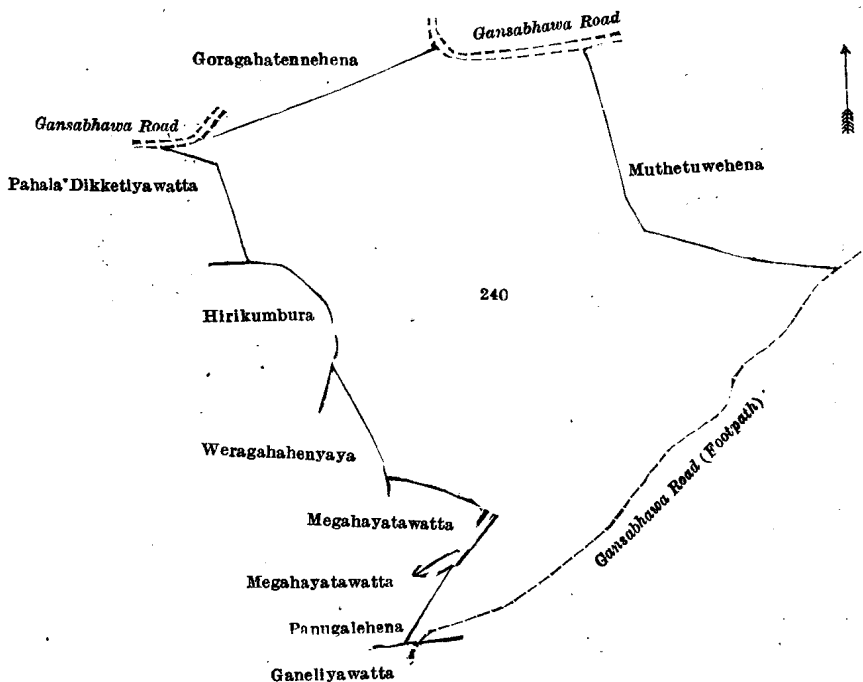 Gansabhawa Road
Goragahatennehena
Gansabhawa Road
Muthetuwehena
Pahala Dikketiyawatta
240
Hirikumbura
Weragahahenyaya
Gansabhawa Road (Footpath)
Megahayatawatta
Megahayatawatta
Panugalehena
Ganeliyawatta